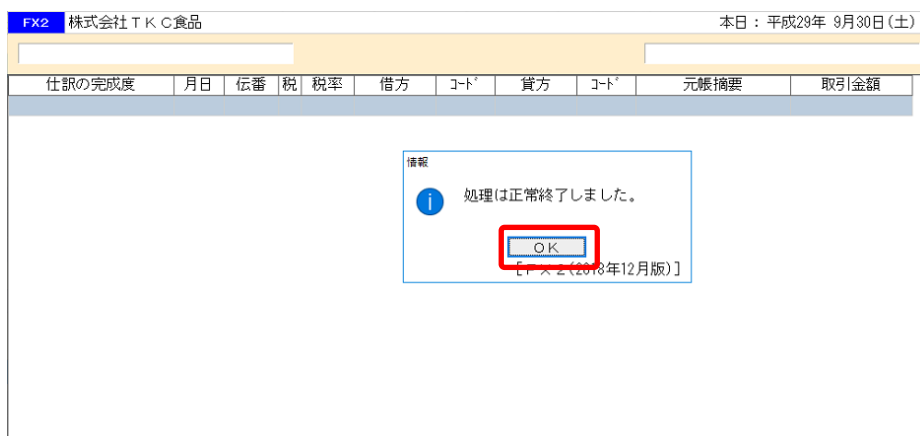 FX2 株式会社ＴＫＣ食品 本日：平成29年 9月30日(土)
仕訳の完成度 月日 伝番 税 税率 借方 ｺｰﾄﾞ 貸方 ｺｰﾄﾞ 元帳摘要 取引金額
情報
処理は正常終了しました。
ＯＫ
[ＦＸ２(2018年12月版)]